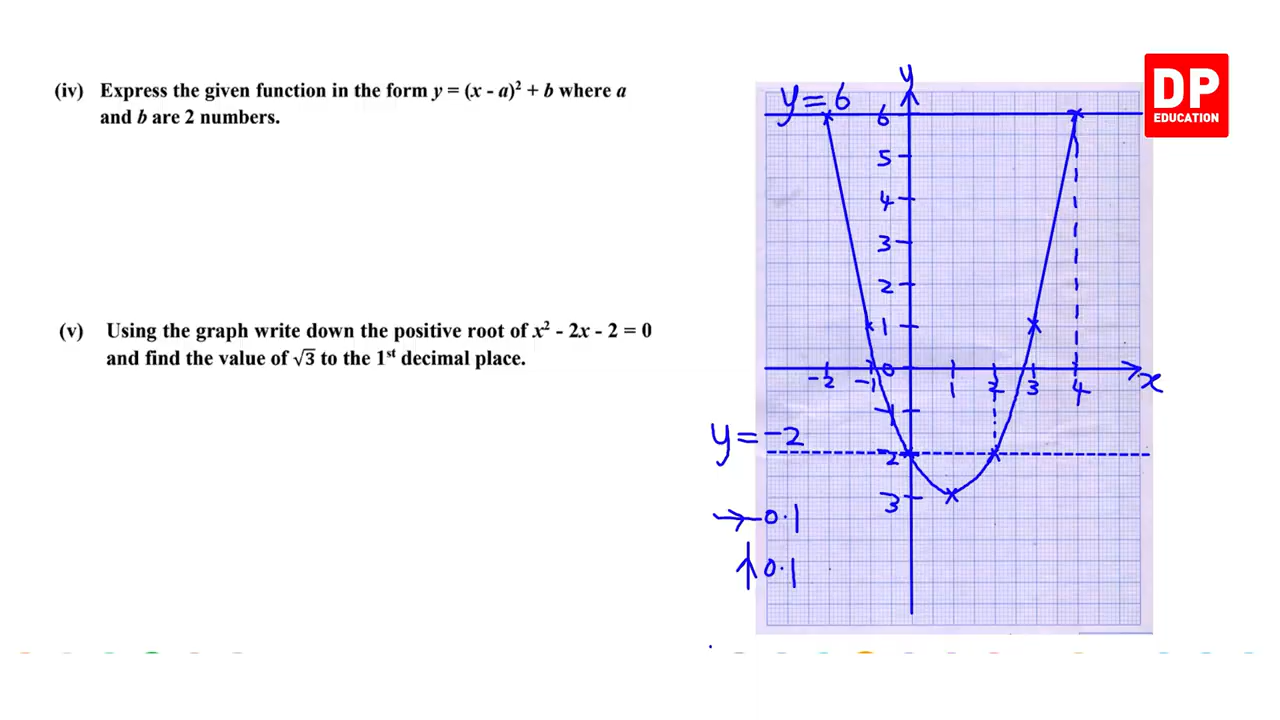 (iv) Express the given function in the form y = (x - a)² + b where a
and b are 2 numbers.
(v) Using the graph write down the positive root of x² - 2x - 2 = 0
and find the value of √3 to the 1st decimal place.
DP
EDUCATION
y
y = 6
6
5
4
3
2
1
0
-2 -1 1 2 3 4 x
-1
y = -2
-2
3
→ 0.1
↑ 0.1